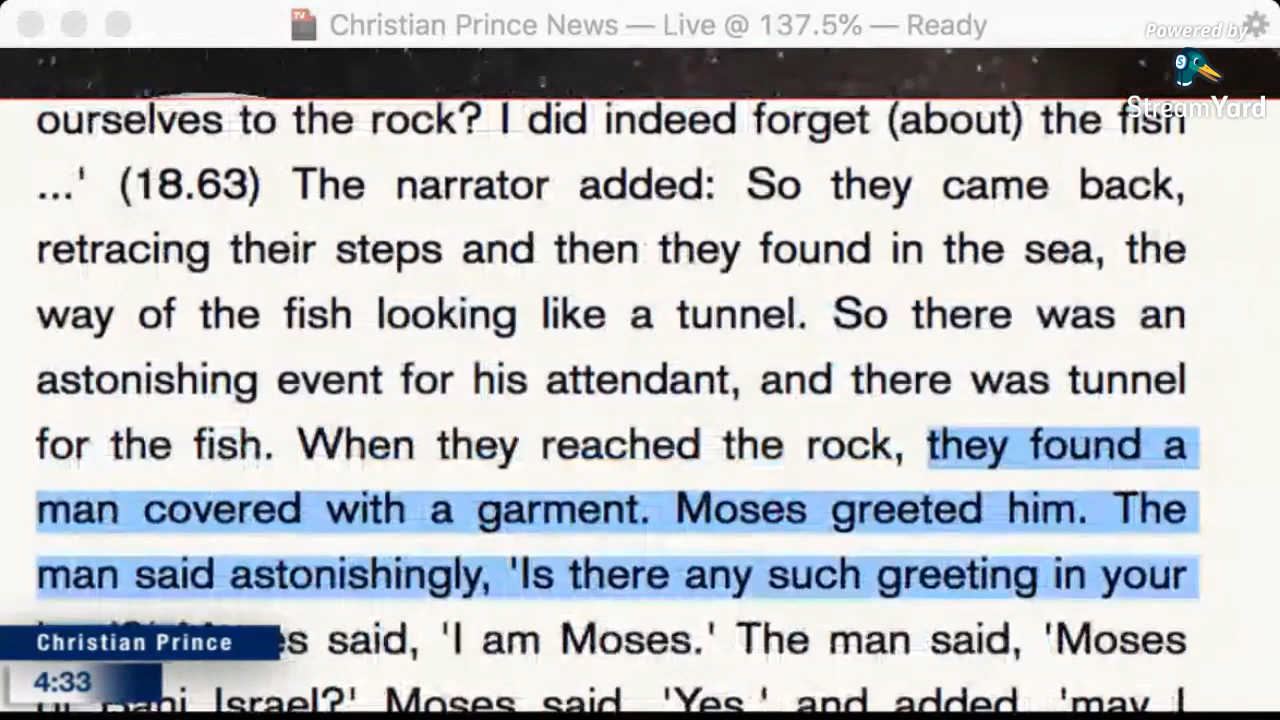 Christian Prince News — Live @ 137.5% — Ready
Powered by
StreamYard
ourselves to the rock? I did indeed forget (about) the fish
...' (18.63) The narrator added: So they came back,
retracing their steps and then they found in the sea, the
way of the fish looking like a tunnel. So there was an
astonishing event for his attendant, and there was tunnel
for the fish. When they reached the rock, they found a
man covered with a garment. Moses greeted him. The
man said astonishingly, 'Is there any such greeting in your
said, 'I am Moses.' The man said, 'Moses
Israel?' Moses said, 'Yes,' and added, 'may I
Christian Prince
4:33